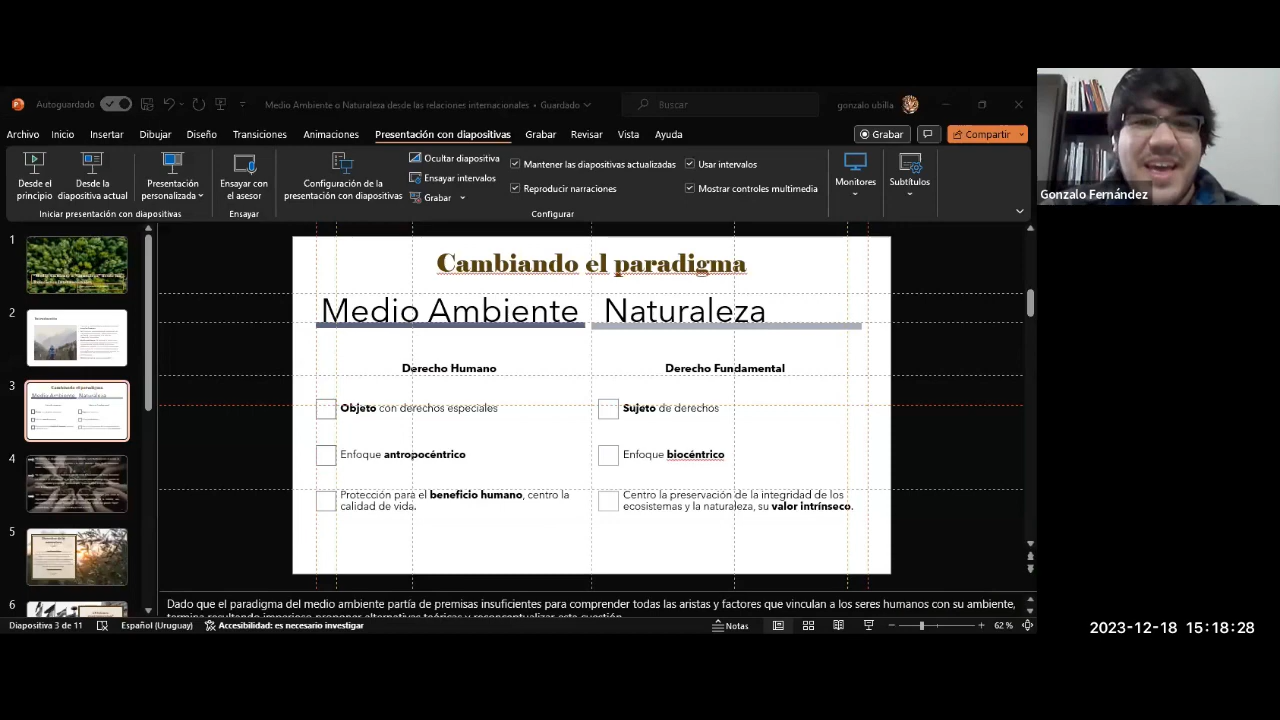 Autoguardado
Medio Ambiente o Naturaleza desde las relaciones internacionales • Guardado
Buscar
gonzalo ubilla
Archivo Inicio Insertar Dibujar Diseño Transiciones Animaciones Presentación con diapositivas Grabar Revisar Vista Ayuda
Grabar
Compartir
Desde el principio
Desde la diapositiva actual
Presentación personalizada
Iniciar presentación con diapositivas
Ensayar con el asesor
Ensayar
Configuración de la presentación con diapositivas
Ocultar diapositiva
Ensayar intervalos
Grabar
Mantener las diapositivas actualizadas
Reproducir narraciones
Usar intervalos
Mostrar controles multimedia
Configurar
Monitores
Subtítulos
Gonzalo Fernández
1
2
3
4
5
6
Cambiando el paradigma
Medio Ambiente
Naturaleza
Derecho Humano
Objeto con derechos especiales
Enfoque antropocéntrico
Protección para el beneficio humano, centro la
calidad de vida.
Derecho Fundamental
Sujeto de derechos
Enfoque biocéntrico
Centro la preservación de la integridad de los
ecosistemas y la naturaleza, su valor intrínseco.
Dado que el paradigma del medio ambiente partía de premisas insuficientes para comprender todas las aristas y factores que vinculan a los seres humanos con su ambiente,
Diapositiva 3 de 11
Español (Uruguay)
Accesibilidad: es necesario investigar
Notas
62 %
2023-12-18 15:18:28